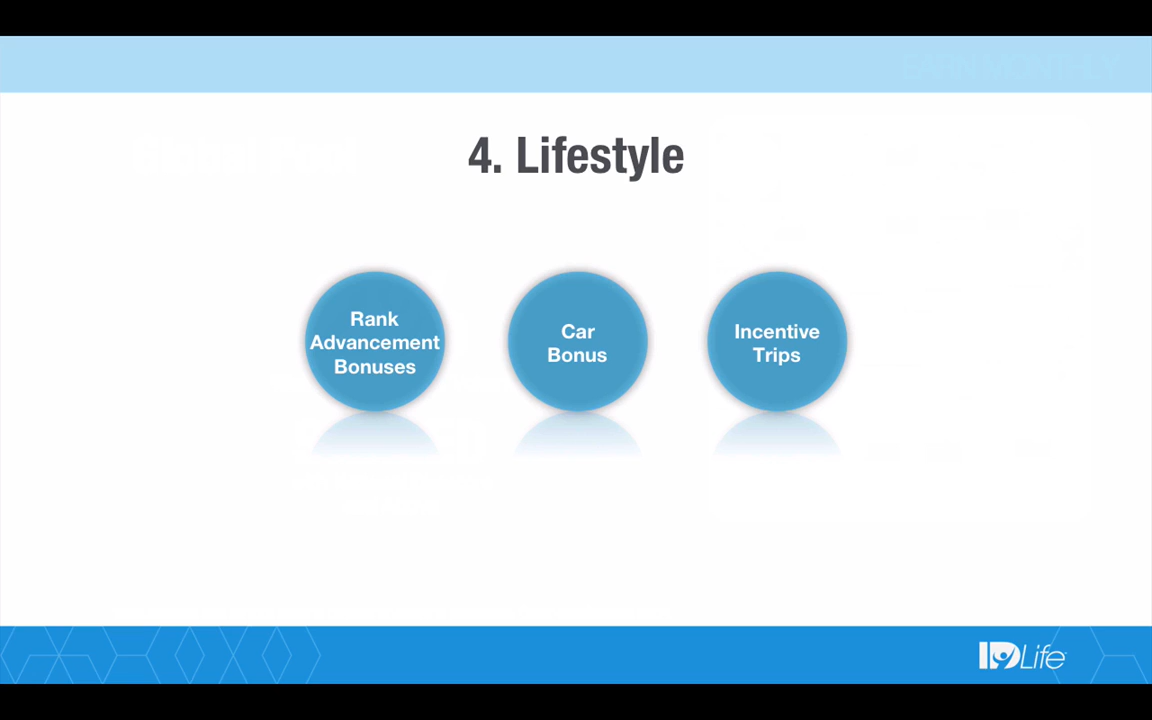 4. Lifestyle
Rank
Advancement
Bonuses
Car
Bonus
Incentive
Trips
IDLife